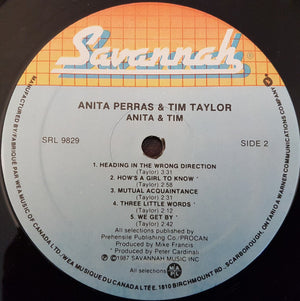 Savannah
ANITA PERRAS & TIM TAYLOR
ANITA & TIM
SRL 9829
SIDE 2
1. HEADING IN THE WRONG DIRECTION
(Taylor) 3:31
2. HOW'S A GIRL TO KNOW *
(Taylor) 2:58
3. MUTUAL ACQUAINTANCE
(Taylor) 2:31
4. THREE LITTLE WORDS *
(Taylor) 2:12
5. WE GET BY *
(Taylor) 2:42
All selections published by
Prehensile Publishing Co./PROCAN
Produced by Mike Francis
* Produced by Peter Cardinali
©1987 SAVANNAH MUSIC INC
All selections
MANUFACTURED BY/FABRIQUE PAR WEA MUSIC OF CANADA LTD./WEA MUSIQUE DU CANADA LTEE. 1810 BIRCHMOUNT RD., SCARBOROUGH, ONTARIO A WARNER COMMUNICATIONS COMPANY